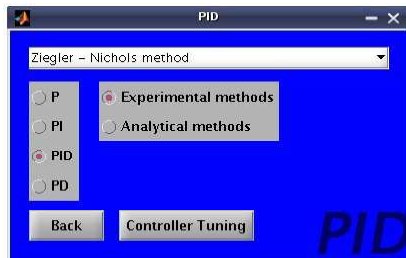 PID
Ziegler – Nichols method
P
Experimental methods
PI
Analytical methods
PID
PD
Back
Controller Tuning
PID